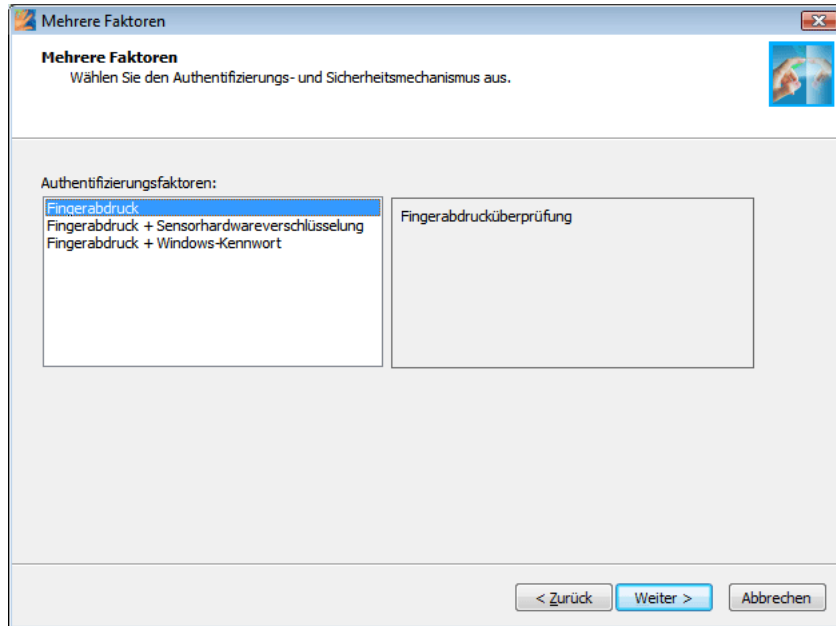 Mehrere Faktoren
Mehrere Faktoren
Wählen Sie den Authentifizierungs- und Sicherheitsmechanismus aus.
Authentifizierungsfaktoren:
Fingerabdruck
Fingerabdruck + Sensorhardwareverschlüsselung
Fingerabdruck + Windows-Kennwort
Fingerabdrucküberprüfung
< Zurück
Weiter >
Abbrechen